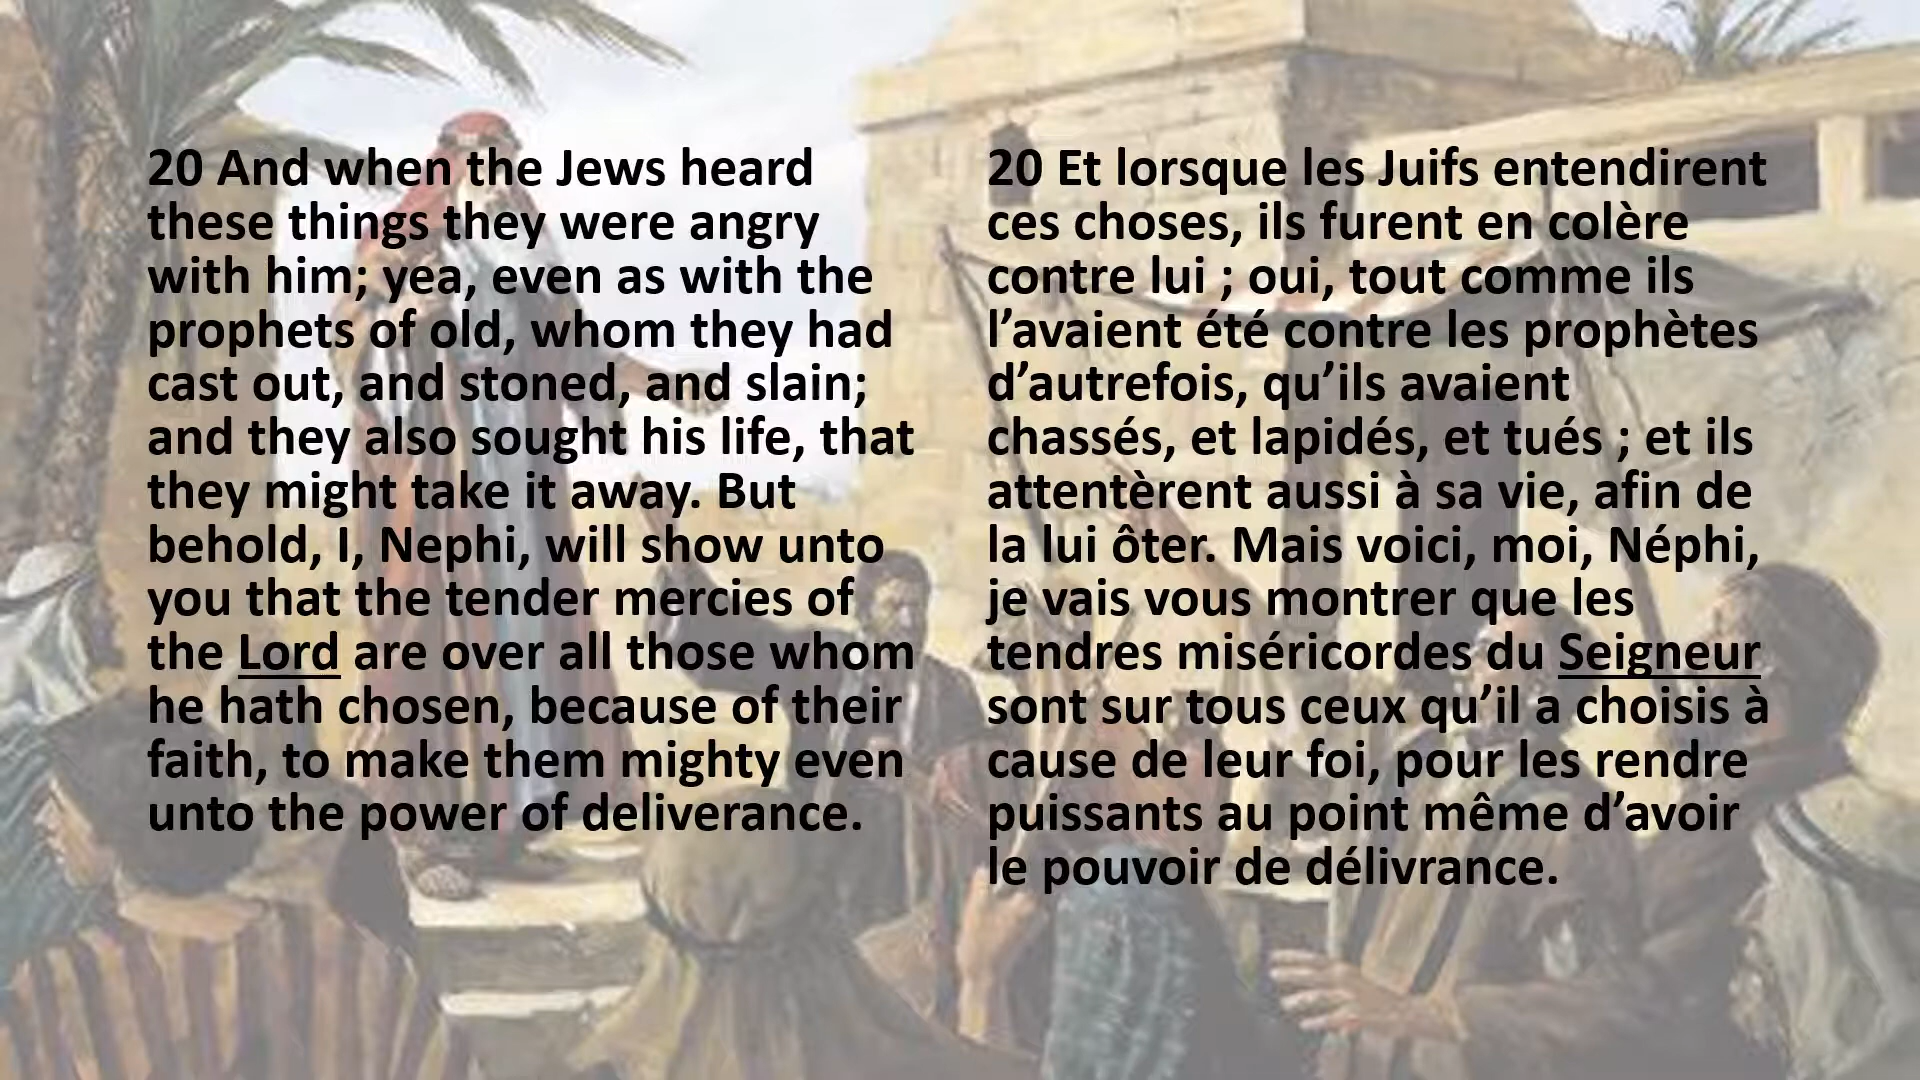 20 And when the Jews heard
these things they were angry
with him; yea, even as with the
prophets of old, whom they had
cast out, and stoned, and slain;
and they also sought his life, that
they might take it away. But
behold, I, Nephi, will show unto
you that the tender mercies of
the Lord are over all those whom
he hath chosen, because of their
faith, to make them mighty even
unto the power of deliverance.
20 Et lorsque les Juifs entendirent
ces choses, ils furent en colère
contre lui ; oui, tout comme ils
l’avaient été contre les prophètes
d’autrefois, qu’ils avaient
chassés, et lapidés, et tués ; et ils
attentèrent aussi à sa vie, afin de
la lui ôter. Mais voici, moi, Néphi,
je vais vous montrer que les
tendres miséricordes du Seigneur
sont sur tous ceux qu’il a choisis à
cause de leur foi, pour les rendre
puissants au point même d’avoir
le pouvoir de délivrance.